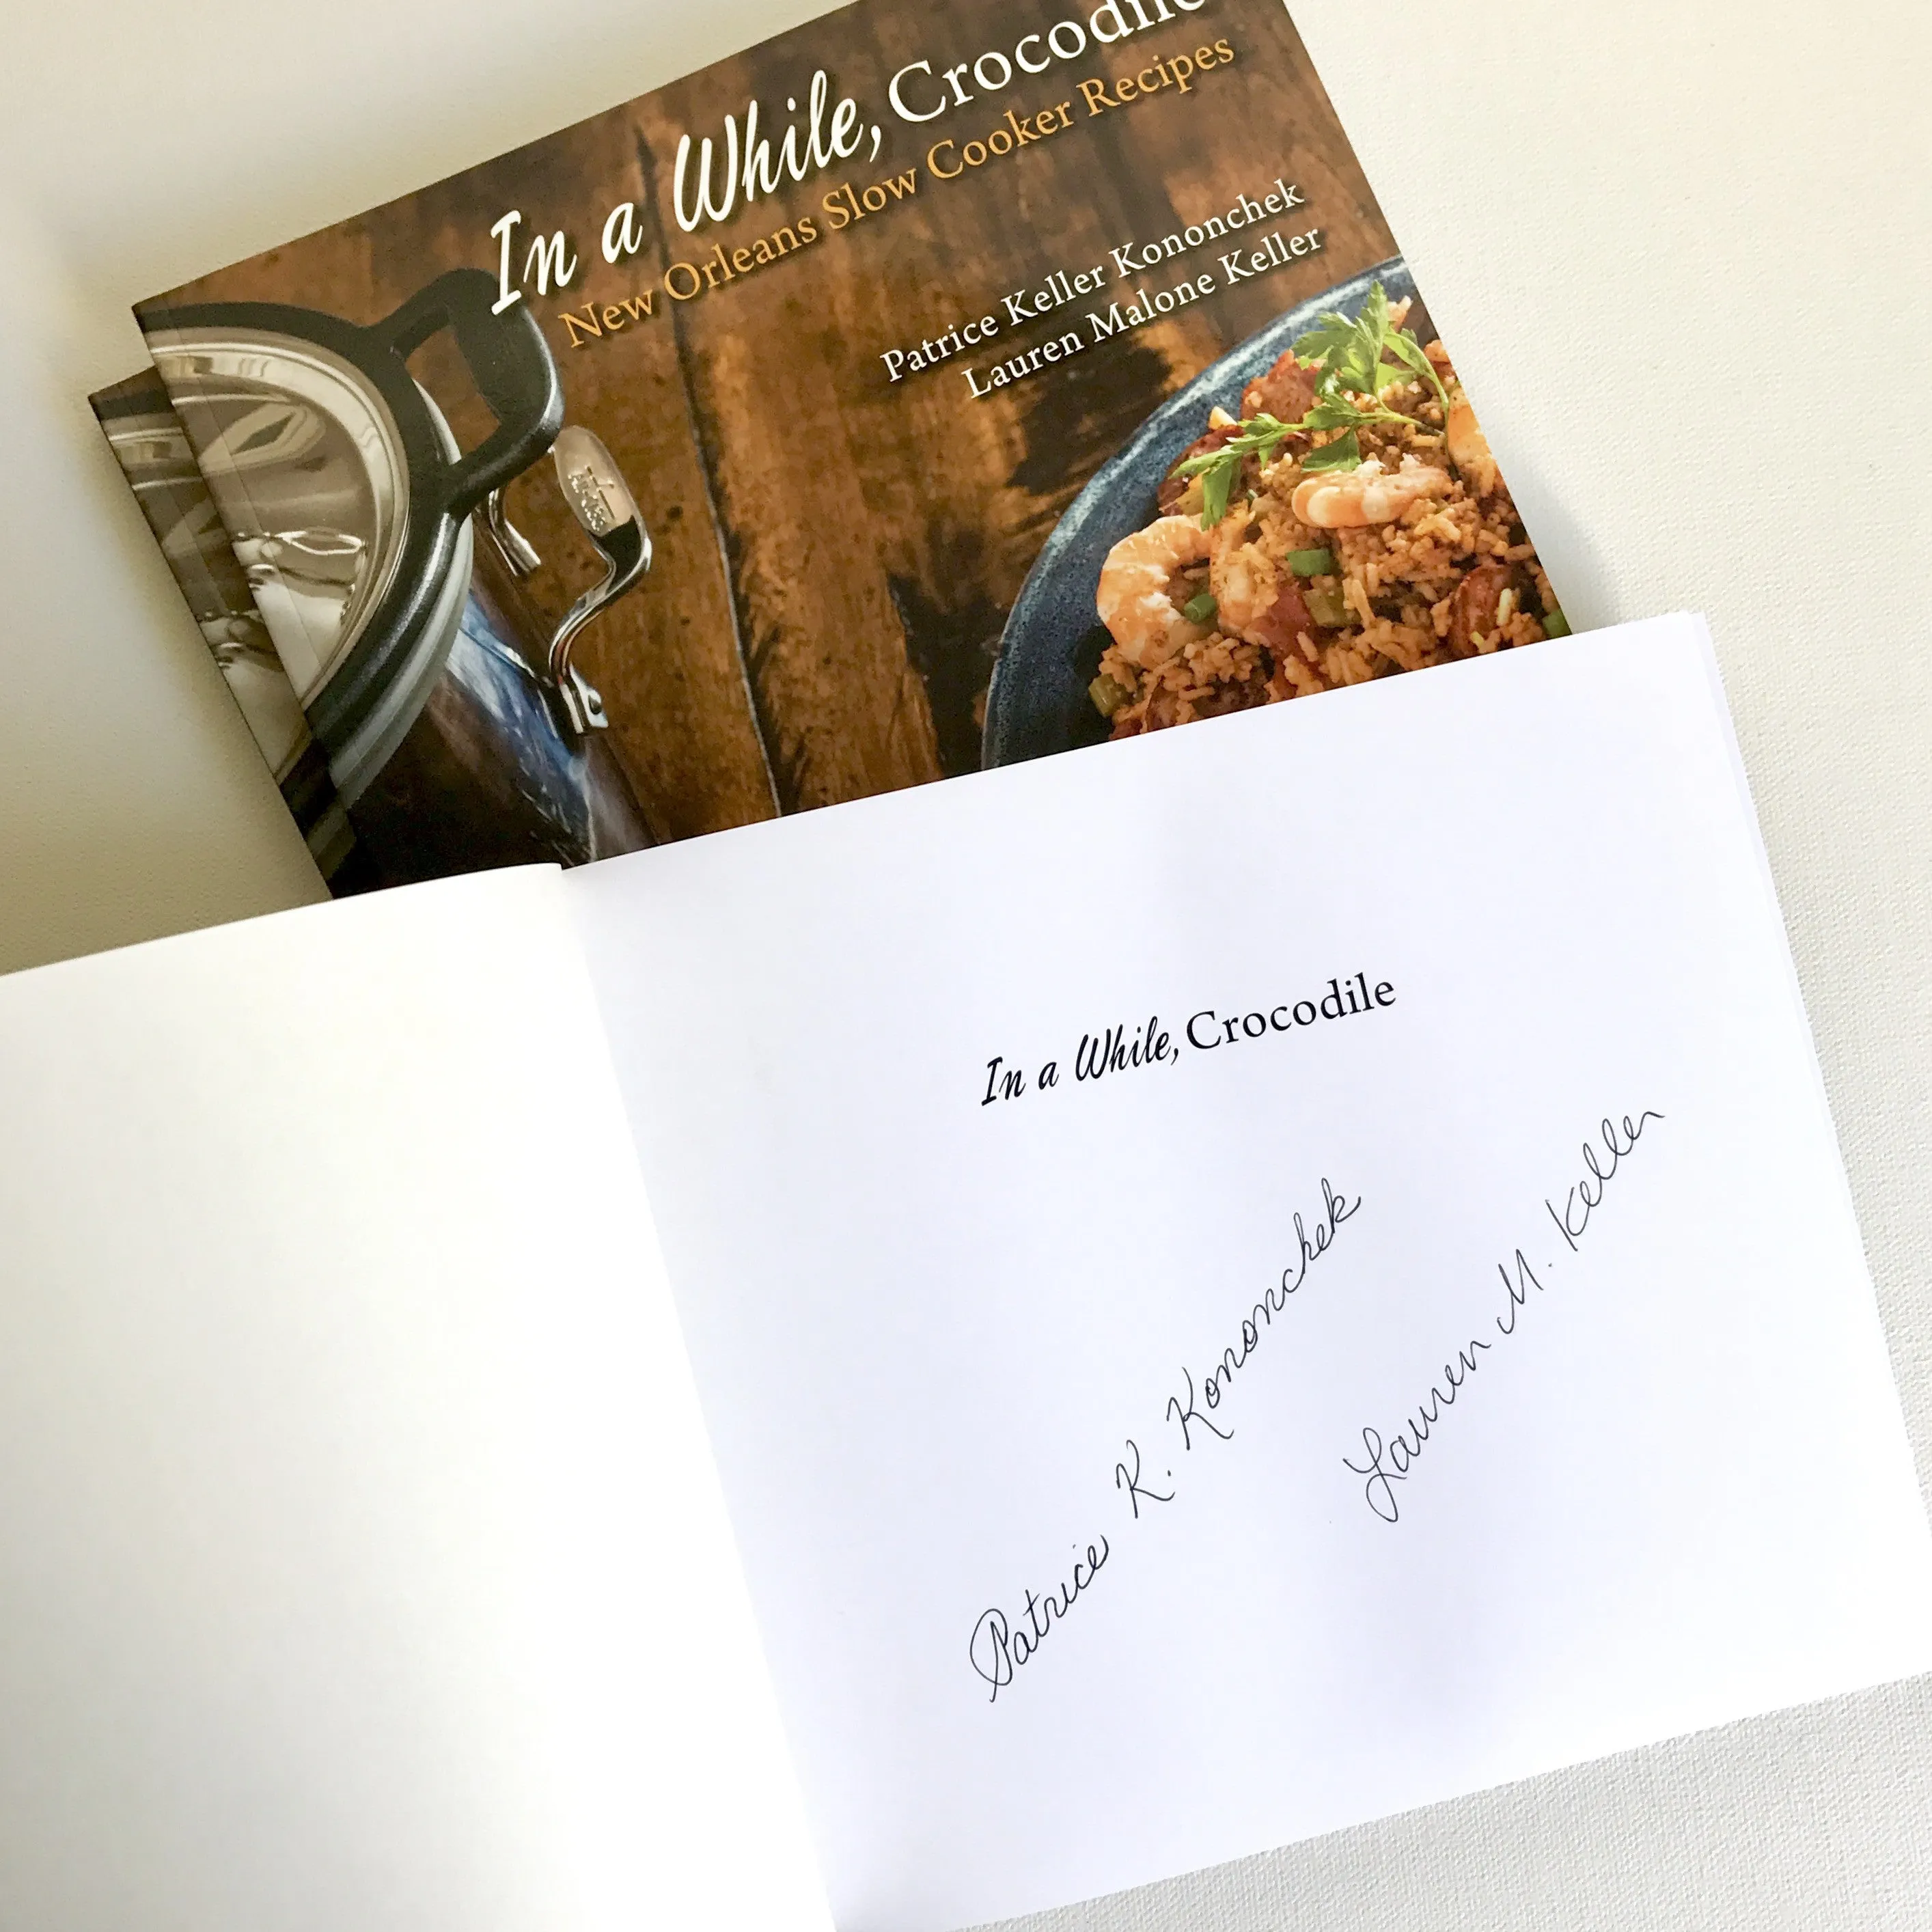 In a While, Crocodile
New Orleans Slow Cooker Recipes
Patrice Keller Kononchek
Lauren Malone Keller
In a While, Crocodile
Patrice K. Kononchek
Lauren M. Keller